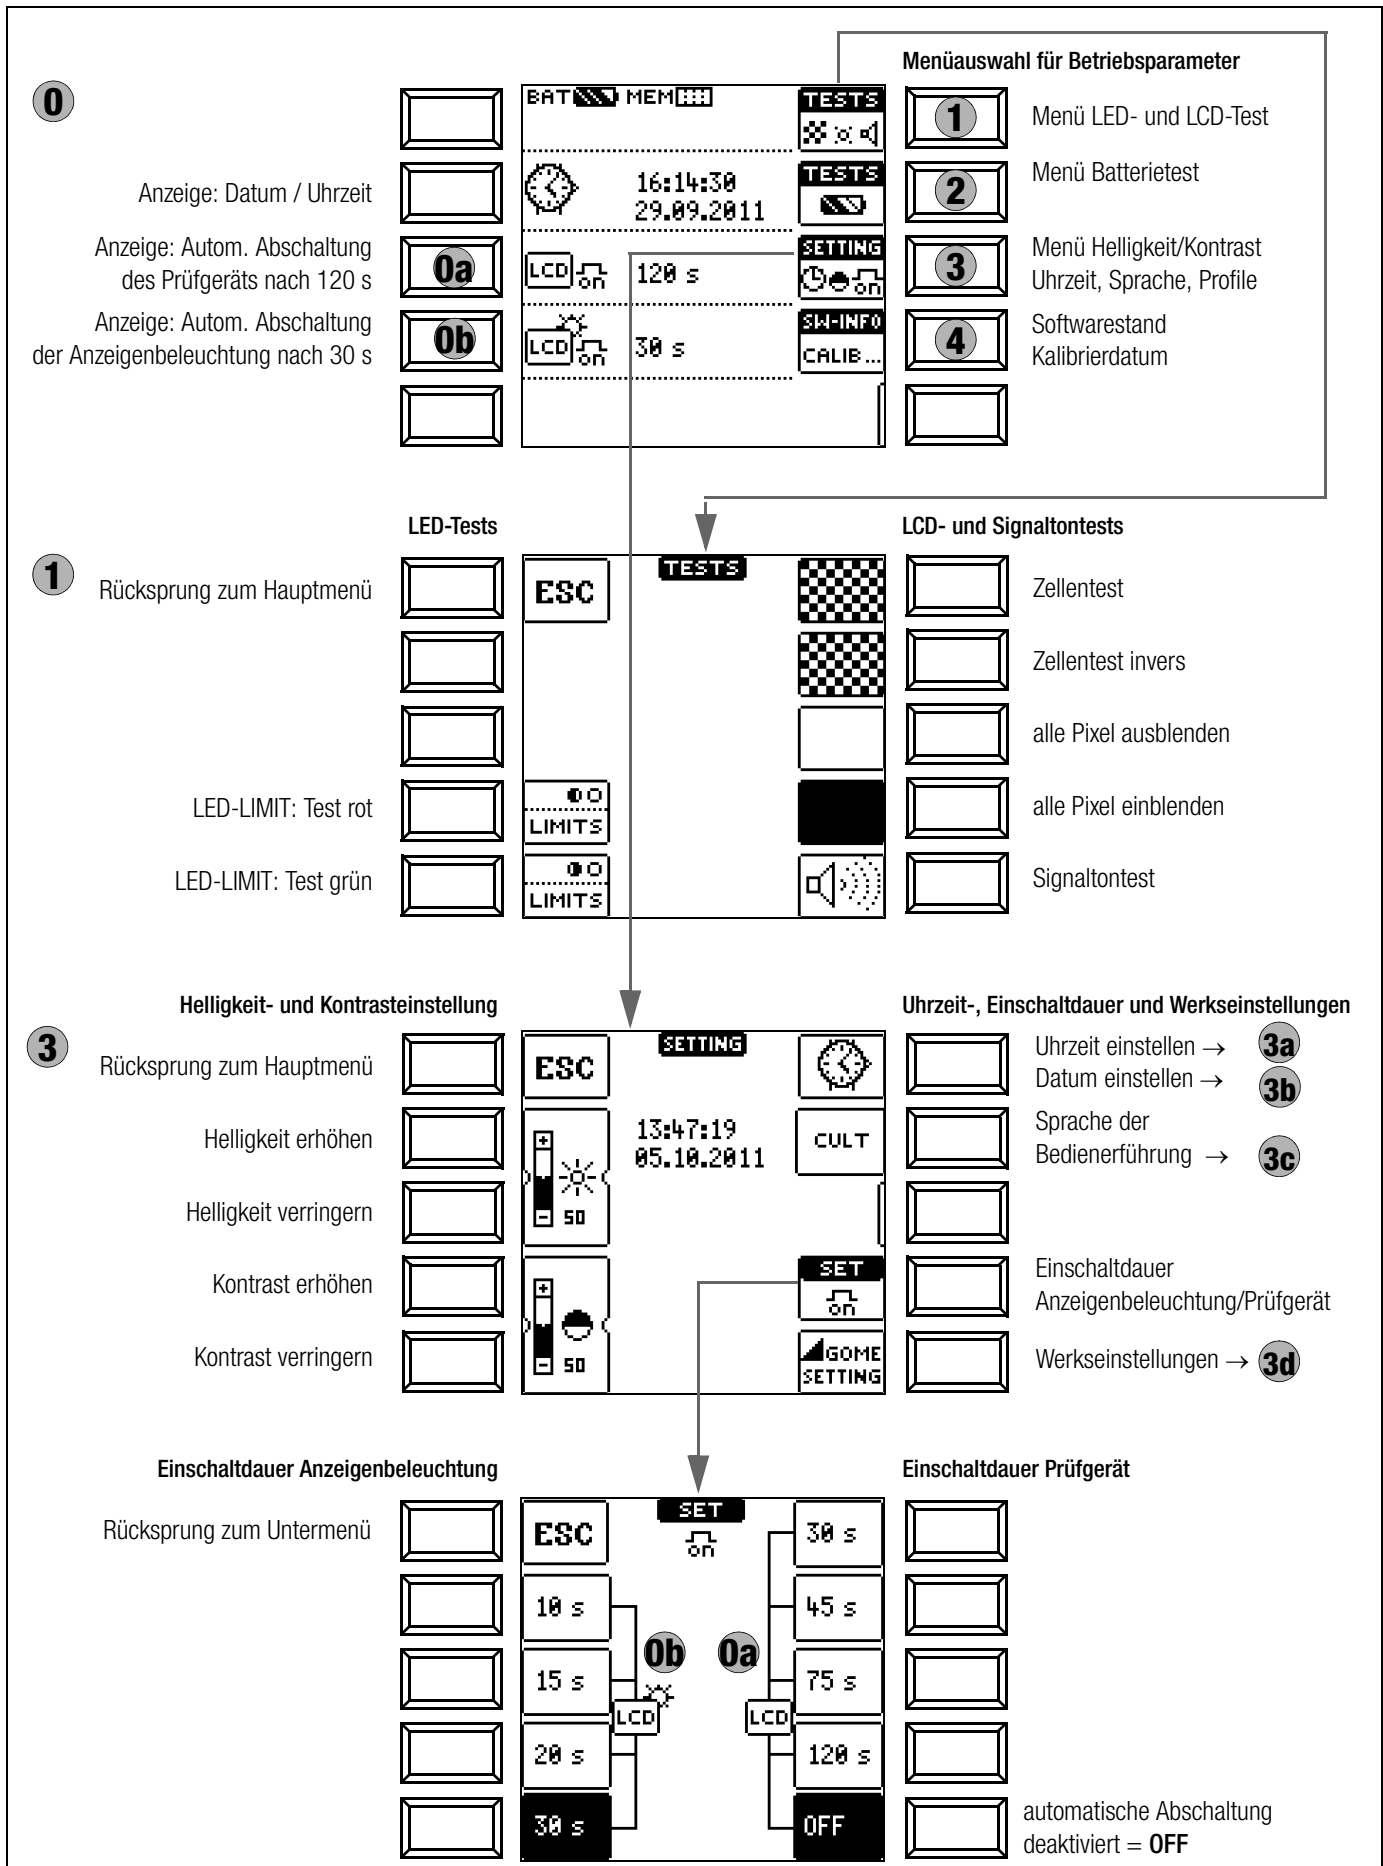 Menüauswahl für Betriebsparameter
0
BAT MEM
TESTS
1
Menü LED- und LCD-Test
Anzeige: Datum / Uhrzeit
16:14:30
29.09.2011
TESTS
2
Menü Batterietest
Anzeige: Autom. Abschaltung
des Prüfgeräts nach 120 s
0a
LCD on
120 s
SETTING
on
3
Menü Helligkeit/Kontrast
Uhrzeit, Sprache, Profile
Anzeige: Autom. Abschaltung
der Anzeigenbeleuchtung nach 30 s
0b
LCD on
30 s
SW-INFO
CALIB...
4
Softwarestand
Kalibrierdatum
LED-Tests
LCD- und Signaltontests
1
Rücksprung zum Hauptmenü
ESC
TESTS
Zellentest
Zellentest invers
alle Pixel ausblenden
LED-LIMIT: Test rot
LIMITS
alle Pixel einblenden
LED-LIMIT: Test grün
LIMITS
Signaltontest
Helligkeit- und Kontrasteinstellung
Uhrzeit-, Einschaltdauer und Werkseinstellungen
3
Rücksprung zum Hauptmenü
ESC
SETTING
Uhrzeit einstellen → 3a
Datum einstellen → 3b
Helligkeit erhöhen
+
13:47:19
05.10.2011
CULT
Sprache der
Bedienerführung → 3c
Helligkeit verringern
- 50
Kontrast erhöhen
+
SET
on
Einschaltdauer
Anzeigenbeleuchtung/Prüfgerät
Kontrast verringern
- 50
GOME
SETTING
Werkseinstellungen → 3d
Einschaltdauer Anzeigenbeleuchtung
Einschaltdauer Prüfgerät
Rücksprung zum Untermenü
ESC
SET
on
30 s
10 s
45 s
0b
0a
15 s
75 s
LCD
LCD
20 s
120 s
30 s
OFF
automatische Abschaltung
deaktiviert = OFF